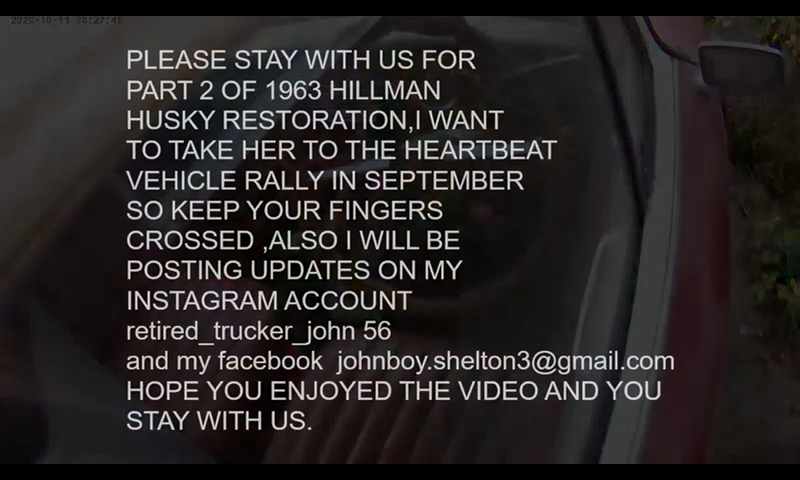 PLEASE STAY WITH US FOR
PART 2 OF 1963 HILLMAN
HUSKY RESTORATION,I WANT
TO TAKE HER TO THE HEARTBEAT
VEHICLE RALLY IN SEPTEMBER
SO KEEP YOUR FINGERS
CROSSED ,ALSO I WILL BE
POSTING UPDATES ON MY
INSTAGRAM ACCOUNT
retired_trucker_john 56
and my facebook  johnboy.shelton3@gmail.com
HOPE YOU ENJOYED THE VIDEO AND YOU
STAY WITH US.